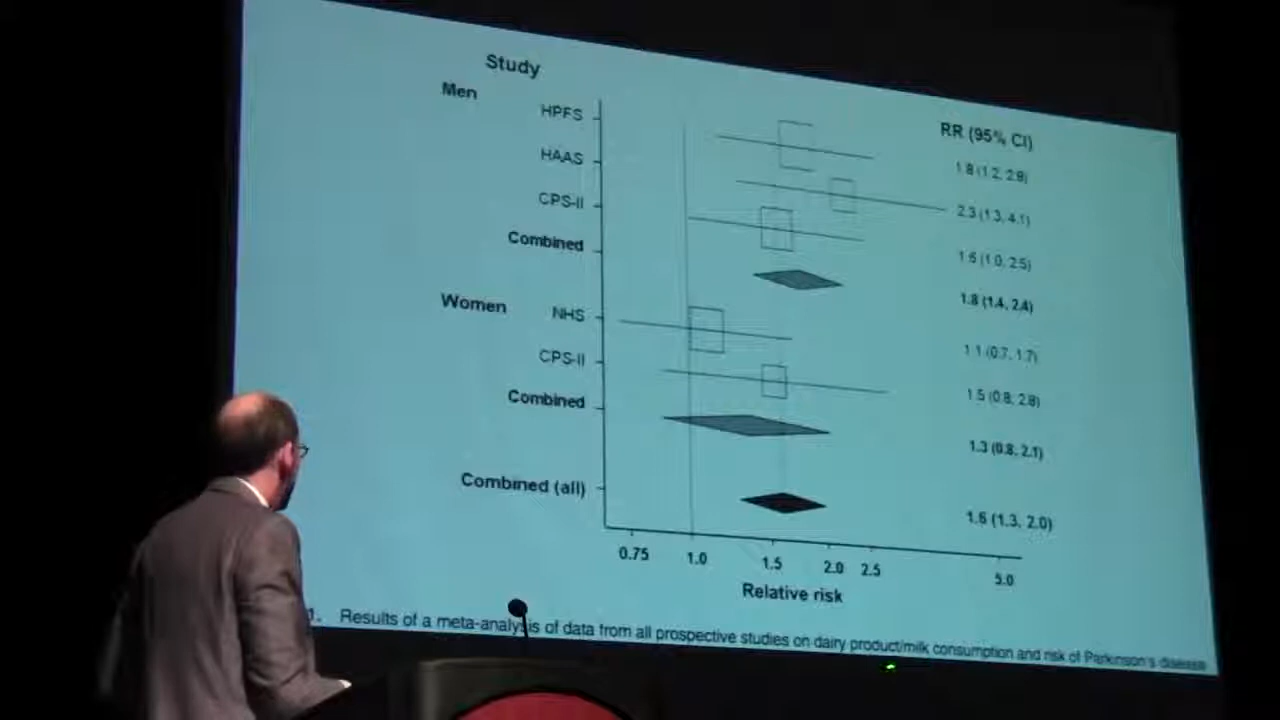 Study
RR (95% CI)
Men
HPFS 1.8 (1.2, 2.8)
HAAS 2.3 (1.3, 4.1)
CPS-II 1.6 (1.0, 2.5)
Combined 1.8 (1.4, 2.4)
Women
NHS 1.1 (0.7, 1.7)
CPS-II 1.5 (0.8, 2.8)
Combined 1.3 (0.8, 2.1)
Combined (all) 1.6 (1.3, 2.0)
0.75 1.0 1.5 2.0 2.5 5.0
Relative risk
1. Results of a meta-analysis of data from all prospective studies on dairy product/milk consumption and risk of Parkinson's disease